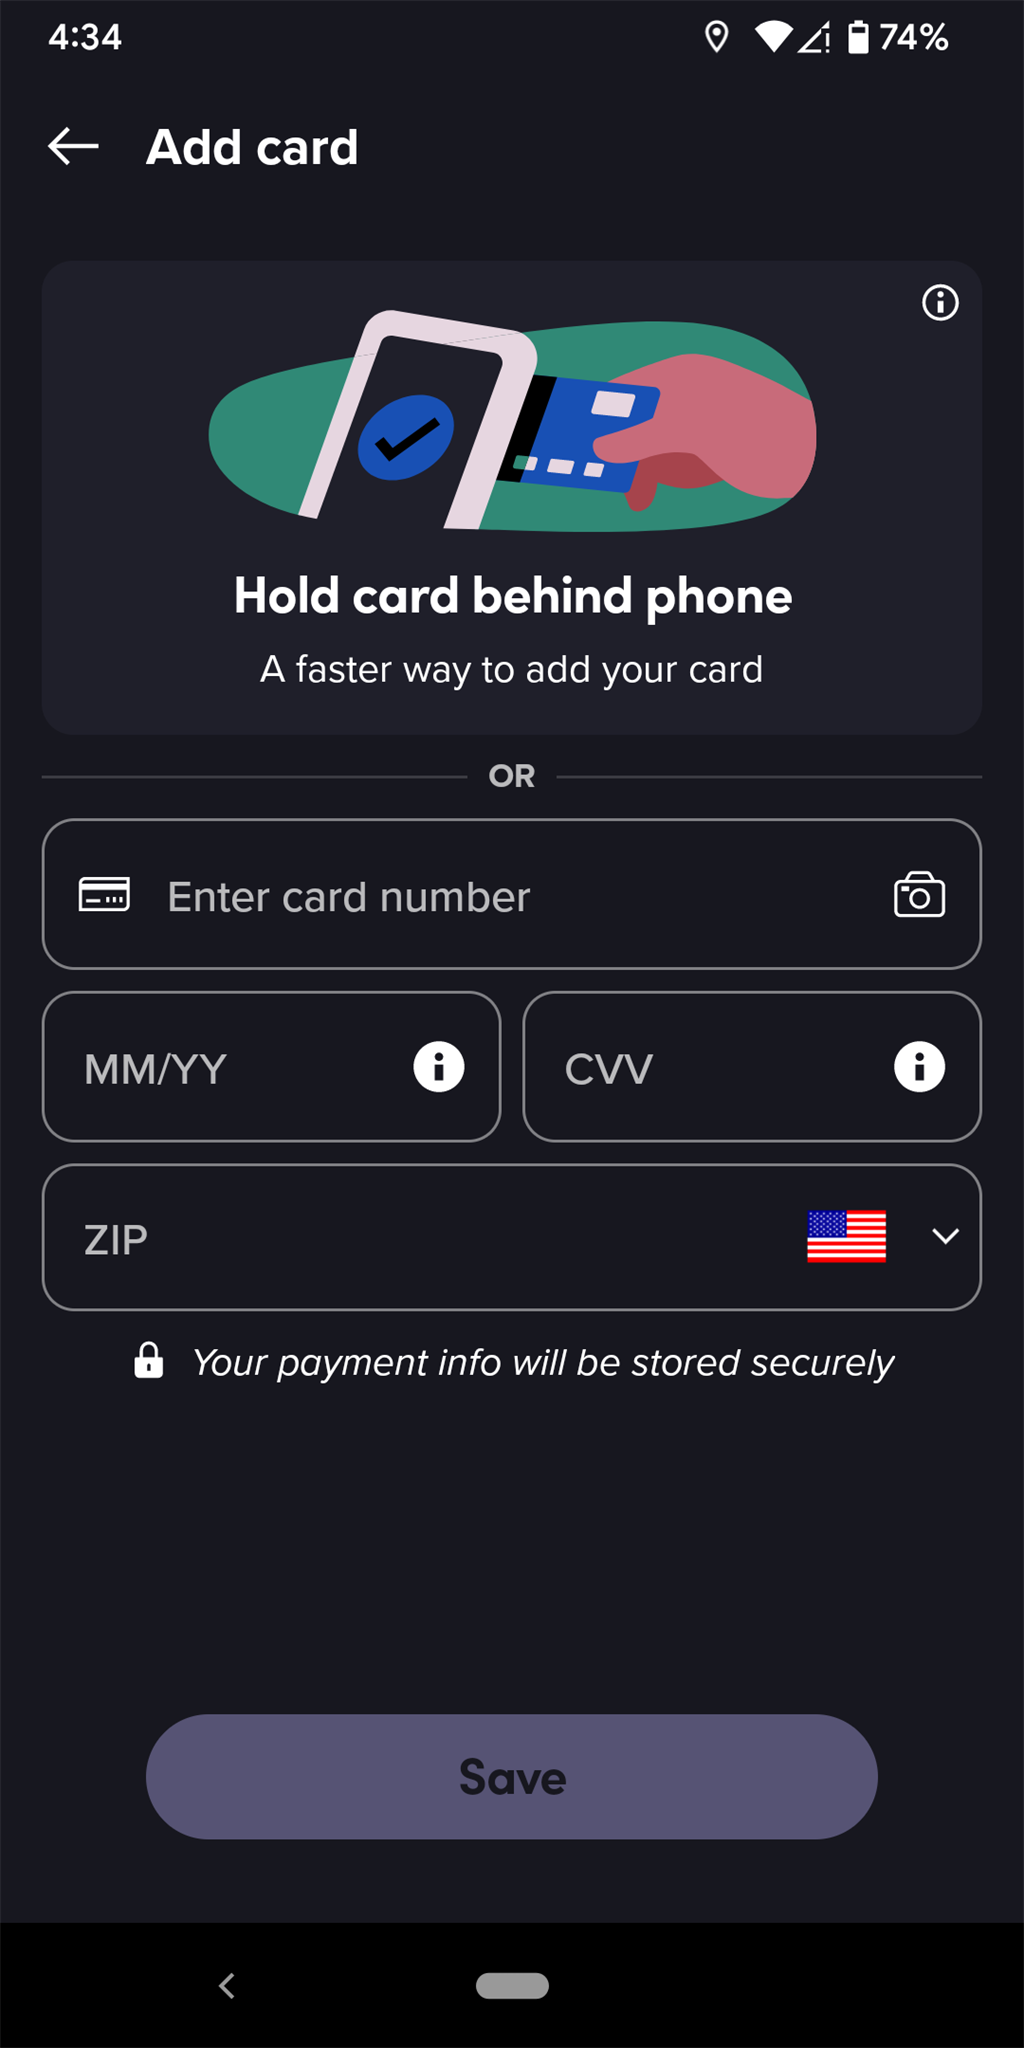 4:34 74%
Add card
Hold card behind phone
A faster way to add your card
OR
Enter card number
MM/YY CVV
ZIP
Your payment info will be stored securely
Save